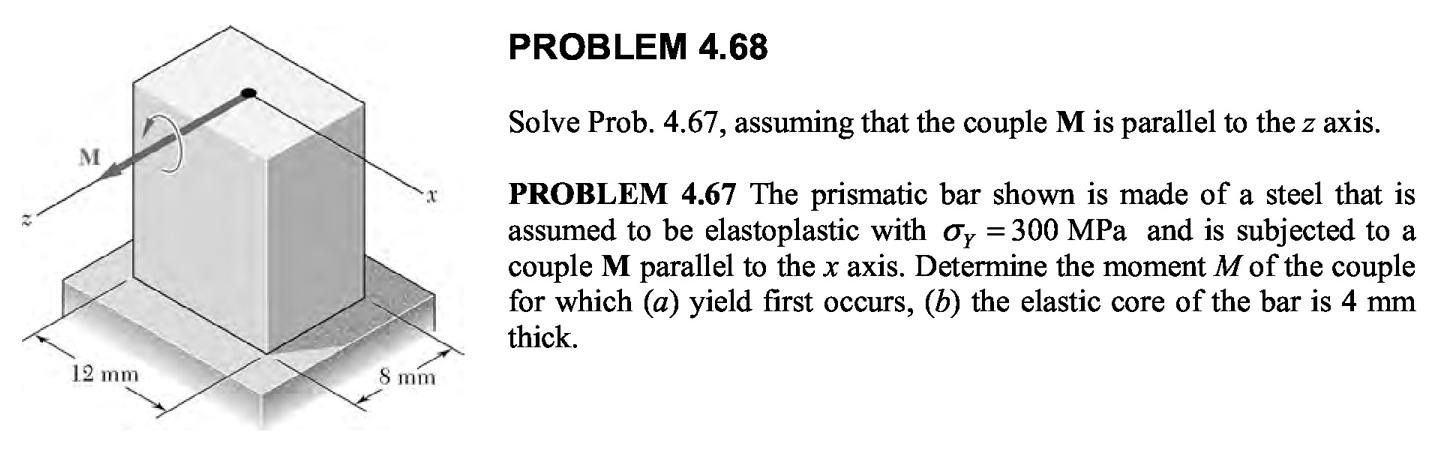 PROBLEM 4.68
Solve Prob. 4.67, assuming that the couple M is parallel to the z axis.
PROBLEM 4.67 The prismatic bar shown is made of a steel that is
assumed to be elastoplastic with σY = 300 MPa and is subjected to a
couple M parallel to the x axis. Determine the moment M of the couple
for which (a) yield first occurs, (b) the elastic core of the bar is 4 mm
thick.
M
x
z
12 mm
8 mm